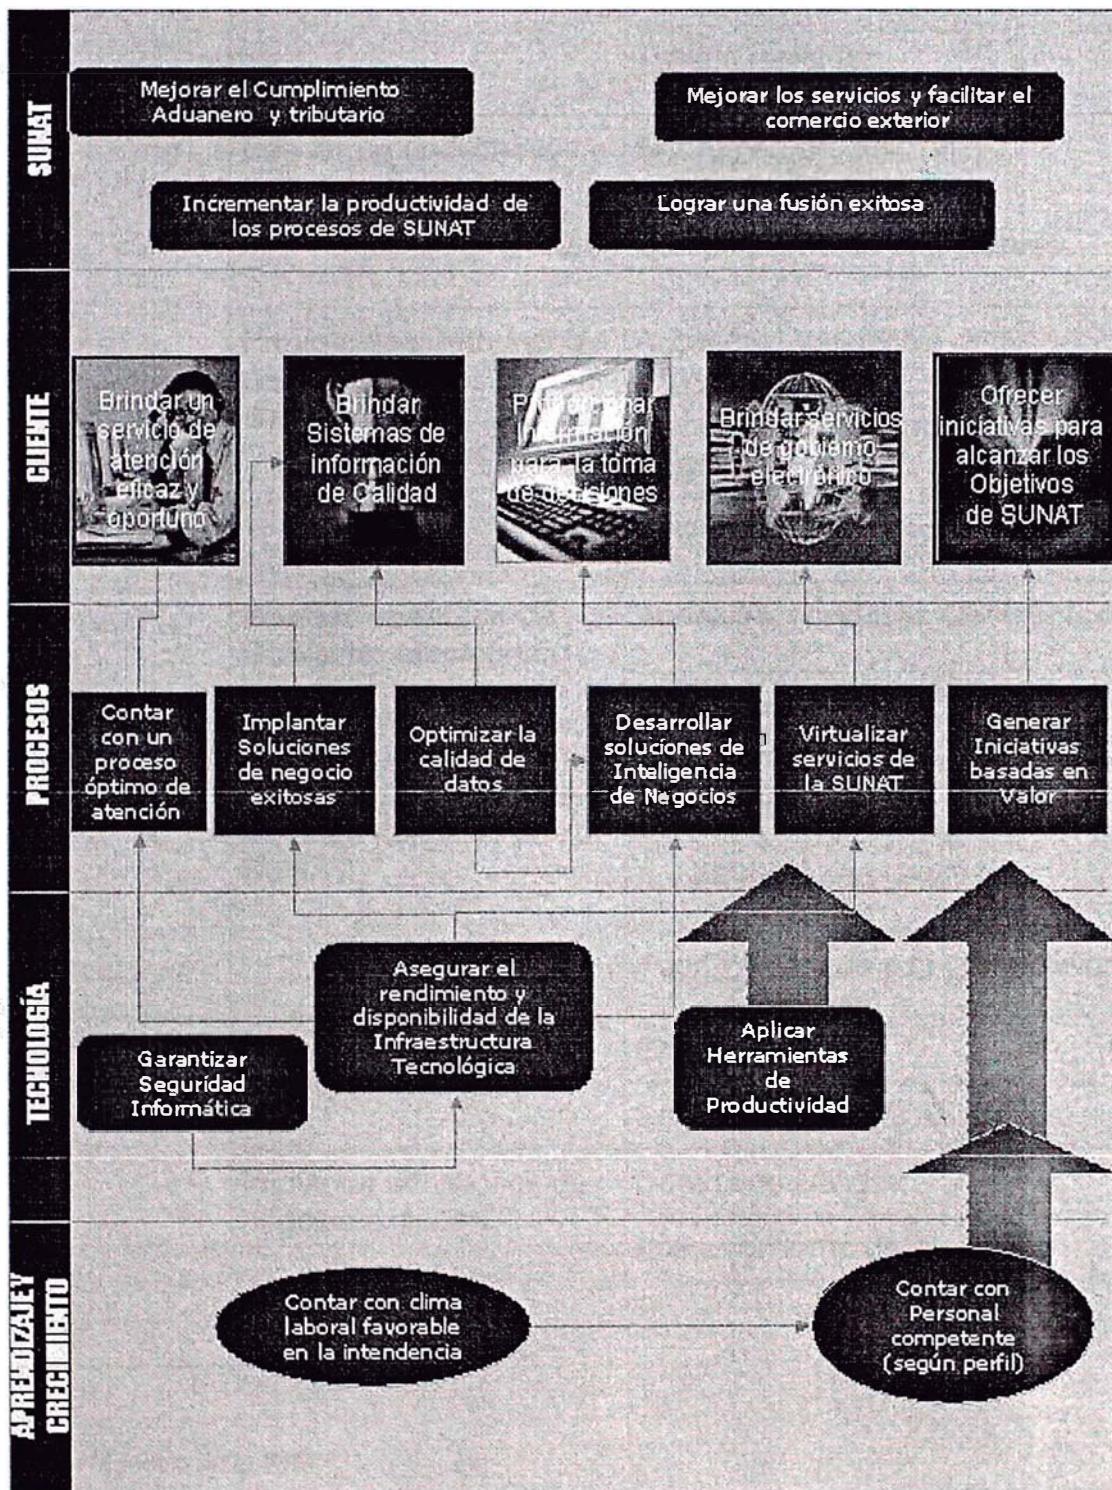 SUNAT
Mejorar el Cumplimiento
Aduanero y tributario
Mejorar los servicios y facilitar el
comercio exterior
Incrementar la productividad de
los procesos de SUNAT
Lograr una fusión exitosa
CLIENTE
Brindar un
servicio de
atención
eficaz y
oportuno
Brindar
Sistemas de
información
de Calidad
Proporcionar
información
para la toma
de decisiones
Brindar servicios
de gobierno
electrónico
Ofrecer
iniciativas para
alcanzar los
Objetivos
de SUNAT
PROCESOS
Contar
con un
proceso
óptimo de
atención
Implantar
Soluciones
de negocio
exitosas
Optimizar la
calidad de
datos
Desarrollar
soluciones de
Inteligencia
de Negocios
Virtualizar
servicios de
la SUNAT
Generar
Iniciativas
basadas en
Valor
TECNOLOGÍA
Asegurar el
rendimiento y
disponibilidad de la
Infraestructura
Tecnológica
Garantizar
Seguridad
Informática
Aplicar
Herramientas
de
Productividad
APRENDIZAJE Y
CRECIMIENTO
Contar con clima
laboral favorable
en la intendencia
Contar con
Personal
competente
(según perfil)